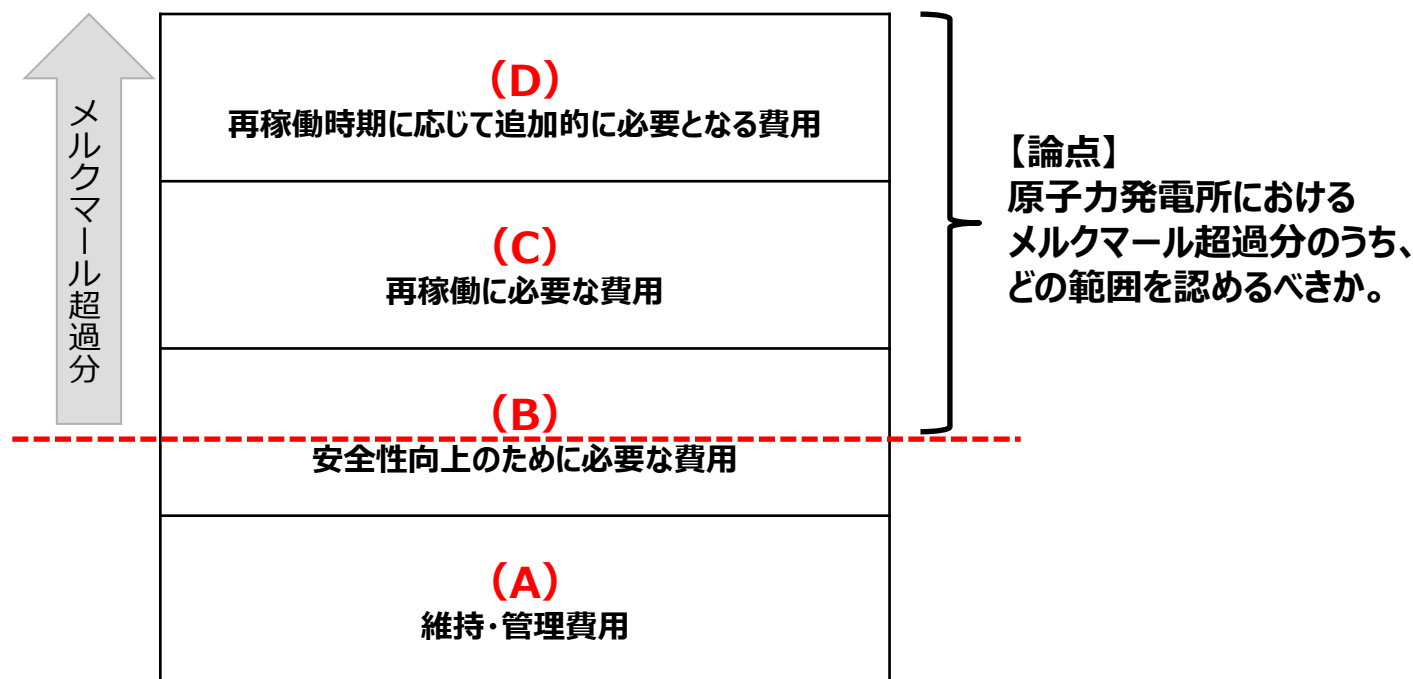 メルクマール超過分
（D）
再稼働時期に応じて追加的に必要となる費用
（C）
再稼働に必要な費用
（B）
安全性向上のために必要な費用
（A）
維持・管理費用
【論点】
原子力発電所における
メルクマール超過分のうち、
どの範囲を認めるべきか。